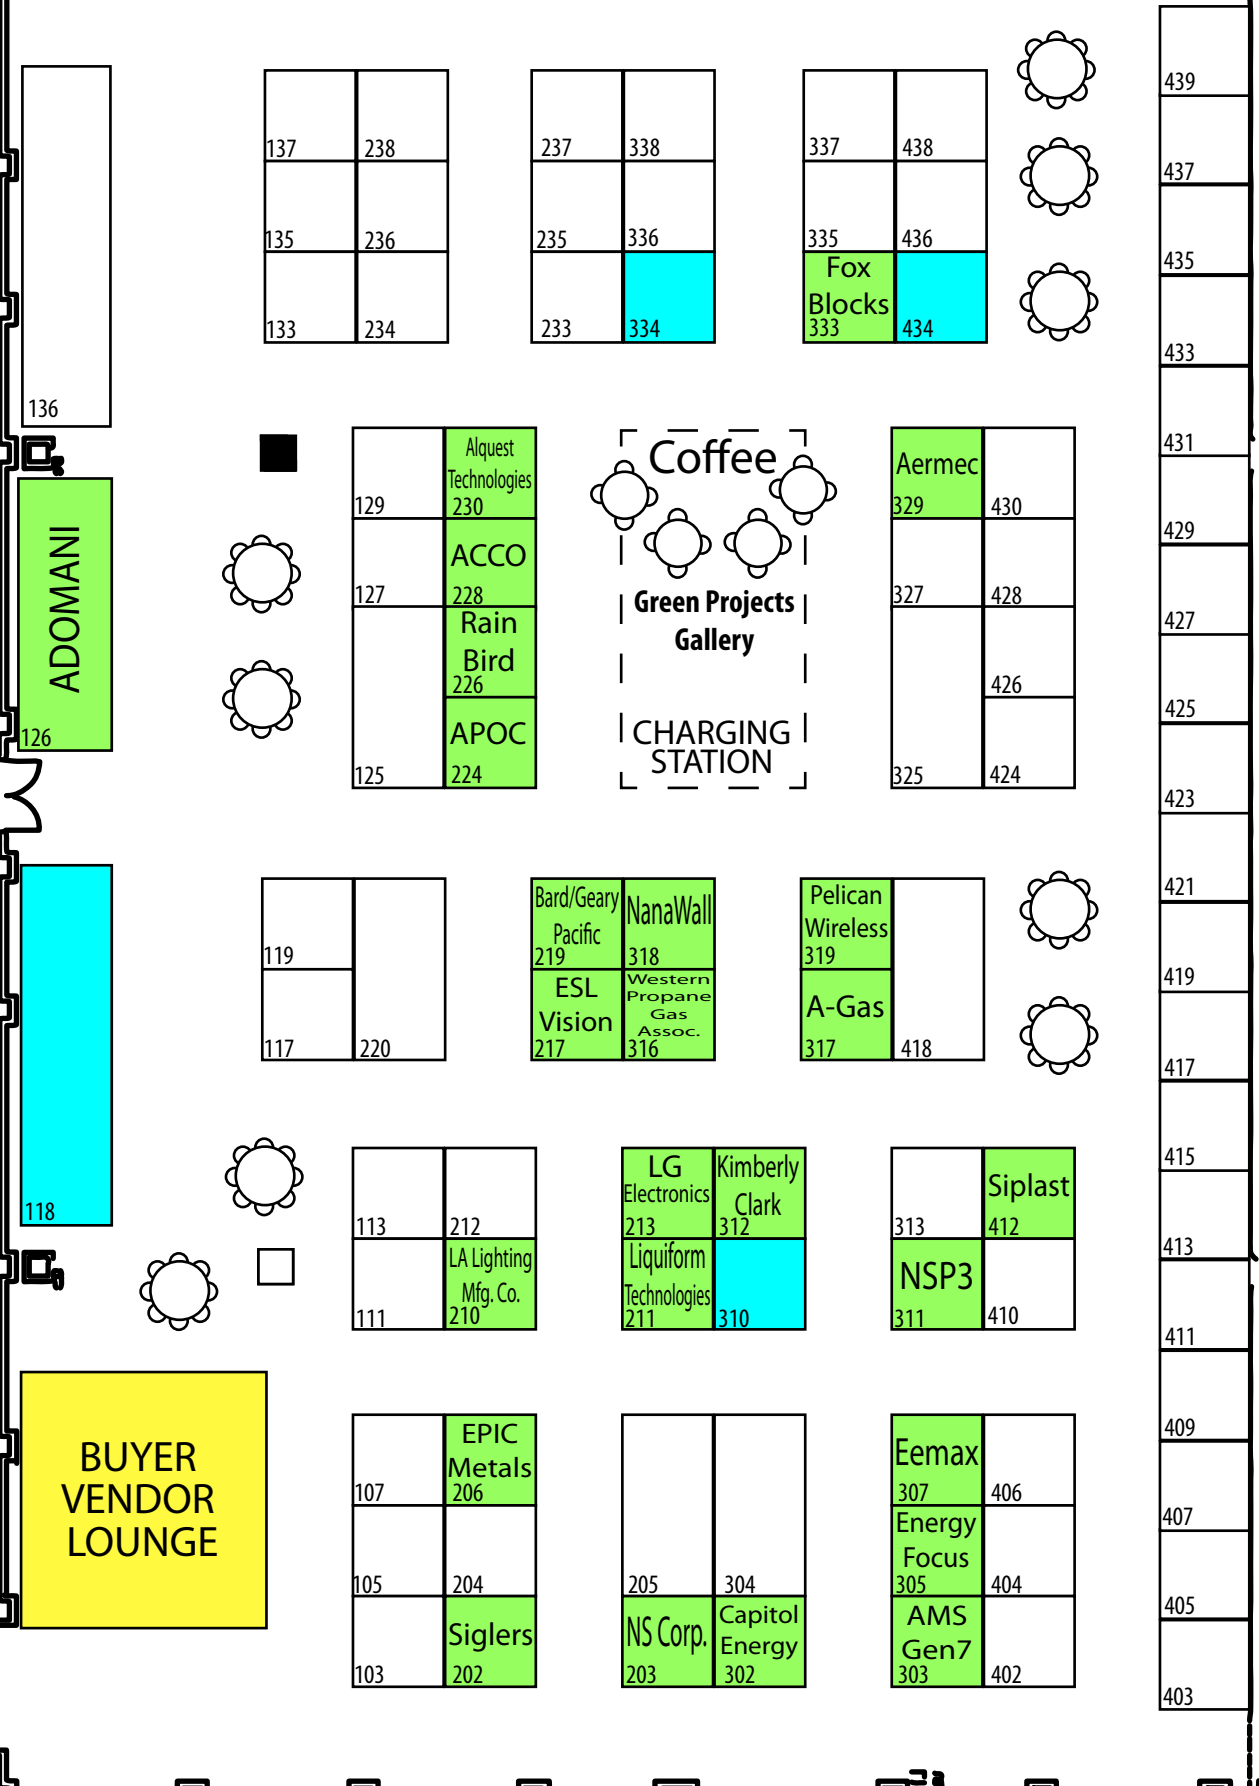 439
137
238
237
338
337
438
437
135
236
235
336
335
436
435
Fox
Blocks
133
234
233
334
333
434
433
136
431
Alquest
Technologies
129
230
Coffee
Aermec
329
430
429
ADOMANI
126
ACCO
127
228
Green Projects
Gallery
327
428
427
Rain
Bird
226
426
425
APOC
125
224
CHARGING
STATION
325
424
423
421
Bard/Geary
Pacific
219
NanaWall
318
Pelican
Wireless
319
119
419
ESL
Vision
217
Western
Propane
Gas
Assoc.
316
A-Gas
317
418
117
220
417
118
415
113
212
LG
Electronics
213
Kimberly
Clark
312
313
Siplast
412
413
111
LA Lighting
Mfg. Co.
210
Liquiform
Technologies
211
310
NSP3
311
410
411
BUYER
VENDOR
LOUNGE
409
107
EPIC
Metals
206
Eemax
307
406
407
105
204
205
304
Energy
Focus
305
404
405
103
Siglers
202
NS Corp.
203
Capitol
Energy
302
AMS
Gen7
303
402
403